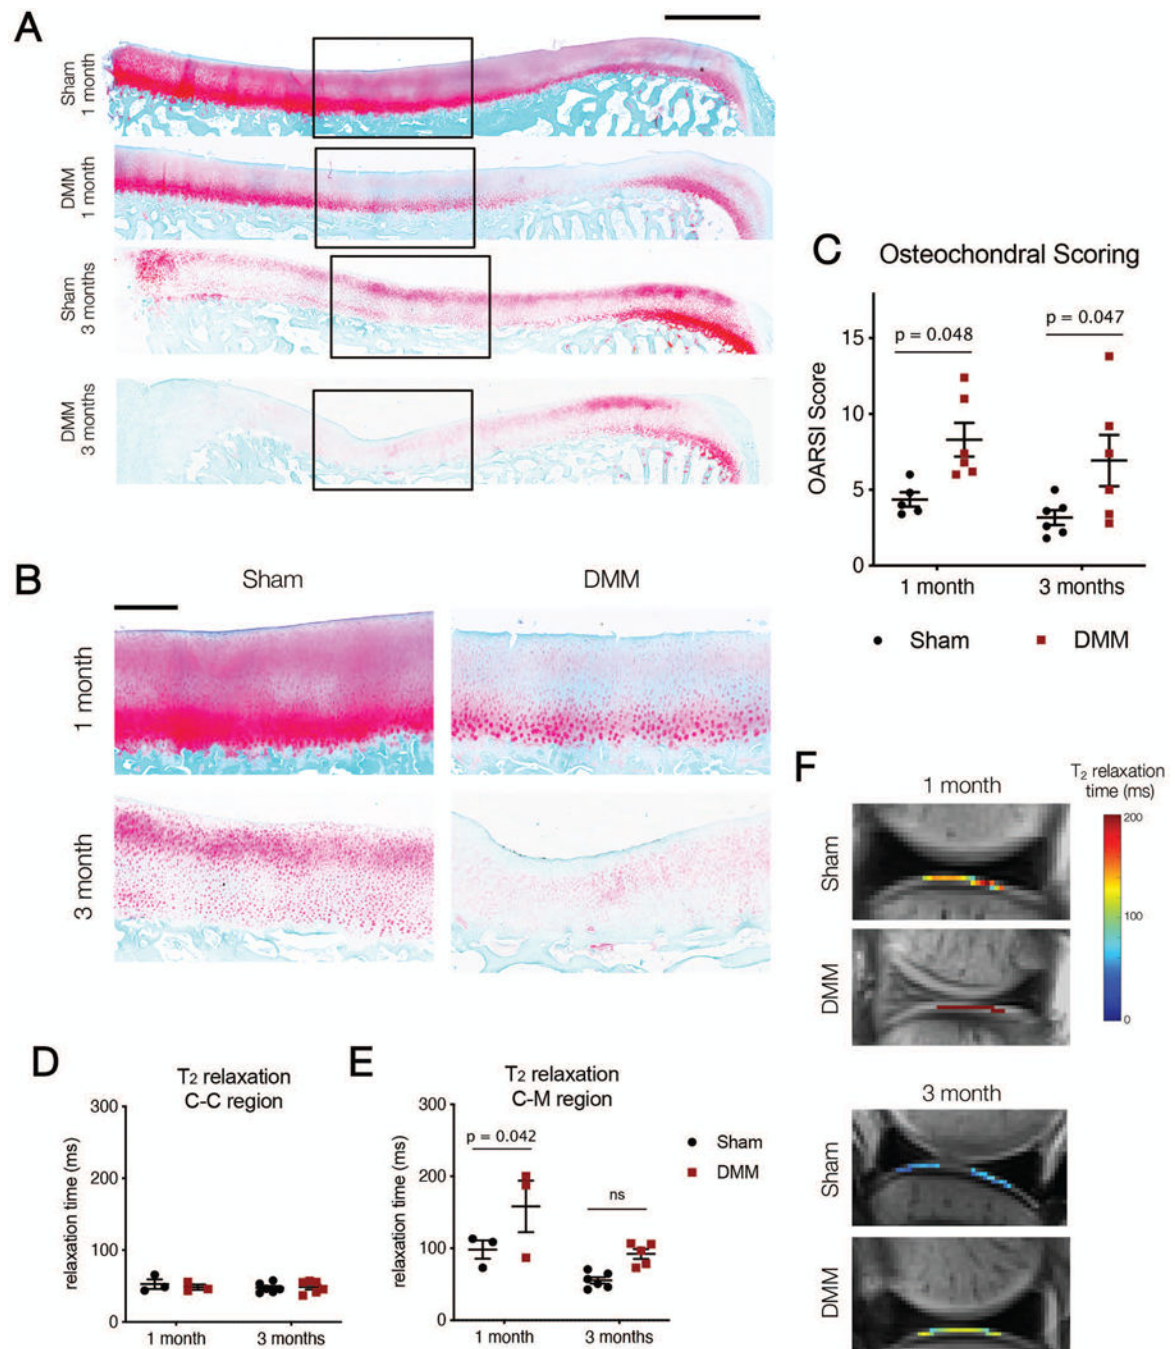 A
Sham
1 month
DMM
1 month
Sham
3 months
DMM
3 months
B
Sham
DMM
1 month
3 month
C
Osteochondral Scoring
OARSI Score
15
10
5
0
p = 0.048
p = 0.047
1 month
3 months
Sham
DMM
D
T2 relaxation
C-C region
relaxation time (ms)
300
200
100
0
1 month
3 months
E
T2 relaxation
C-M region
relaxation time (ms)
300
200
100
0
p = 0.042
ns
1 month
3 months
Sham
DMM
F
1 month
Sham
DMM
T2 relaxation
time (ms)
200
100
0
3 month
Sham
DMM